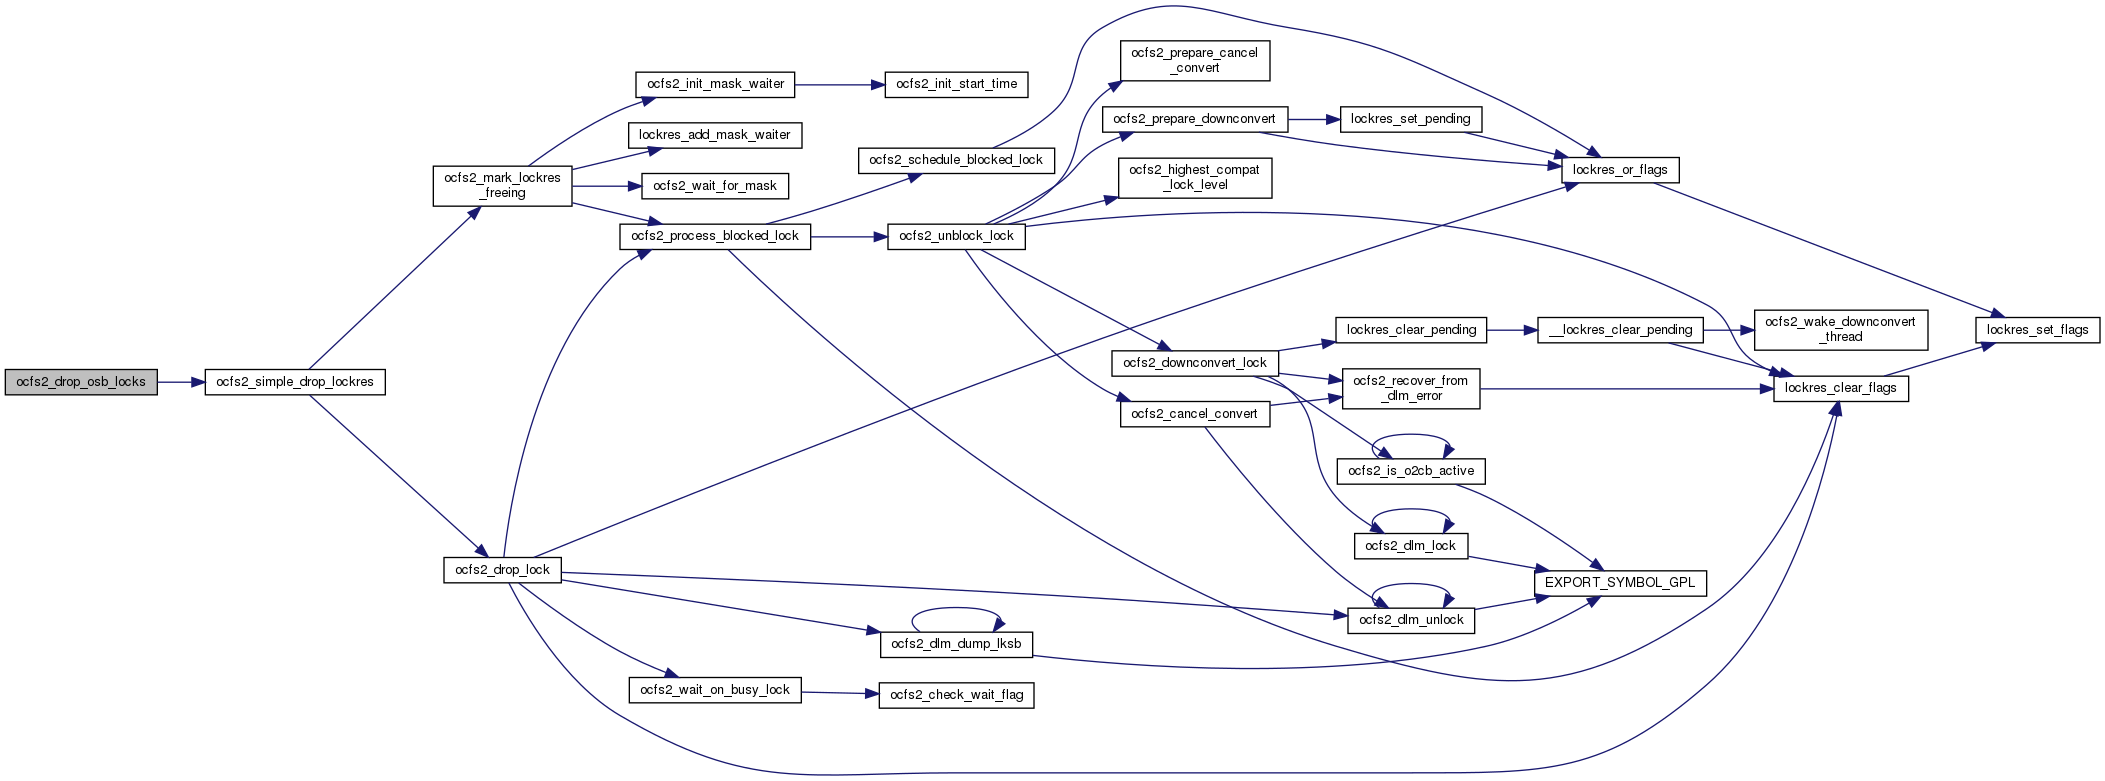 ocfs2_drop_osb_locks
ocfs2_simple_drop_lockres
ocfs2_mark_lockres
_freeing
ocfs2_drop_lock
ocfs2_init_mask_waiter
lockres_add_mask_waiter
ocfs2_wait_for_mask
ocfs2_process_blocked_lock
ocfs2_wait_on_busy_lock
ocfs2_init_start_time
ocfs2_schedule_blocked_lock
ocfs2_unblock_lock
ocfs2_dlm_dump_lksb
ocfs2_check_wait_flag
ocfs2_prepare_cancel
_convert
ocfs2_prepare_downconvert
ocfs2_highest_compat
_lock_level
ocfs2_downconvert_lock
ocfs2_cancel_convert
lockres_set_pending
lockres_clear_pending
ocfs2_recover_from
_dlm_error
ocfs2_is_o2cb_active
ocfs2_dlm_lock
ocfs2_dlm_unlock
lockres_or_flags
__lockres_clear_pending
EXPORT_SYMBOL_GPL
ocfs2_wake_downconvert
_thread
lockres_clear_flags
lockres_set_flags